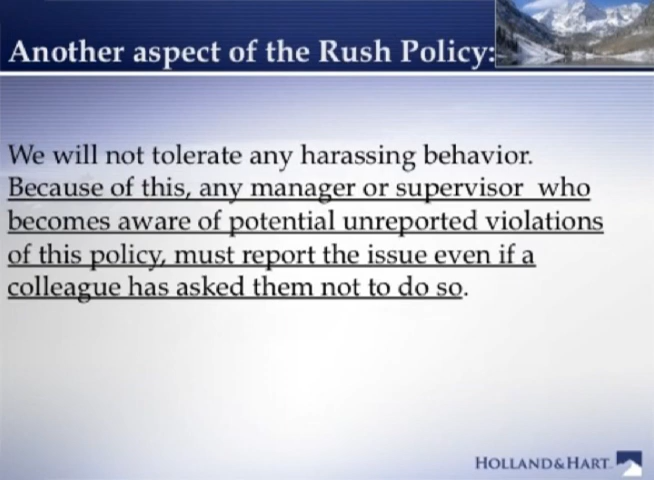 Another aspect of the Rush Policy:
We will not tolerate any harassing behavior.
Because of this, any manager or supervisor who
becomes aware of potential unreported violations
of this policy, must report the issue even if a
colleague has asked them not to do so.
HOLLAND&HART